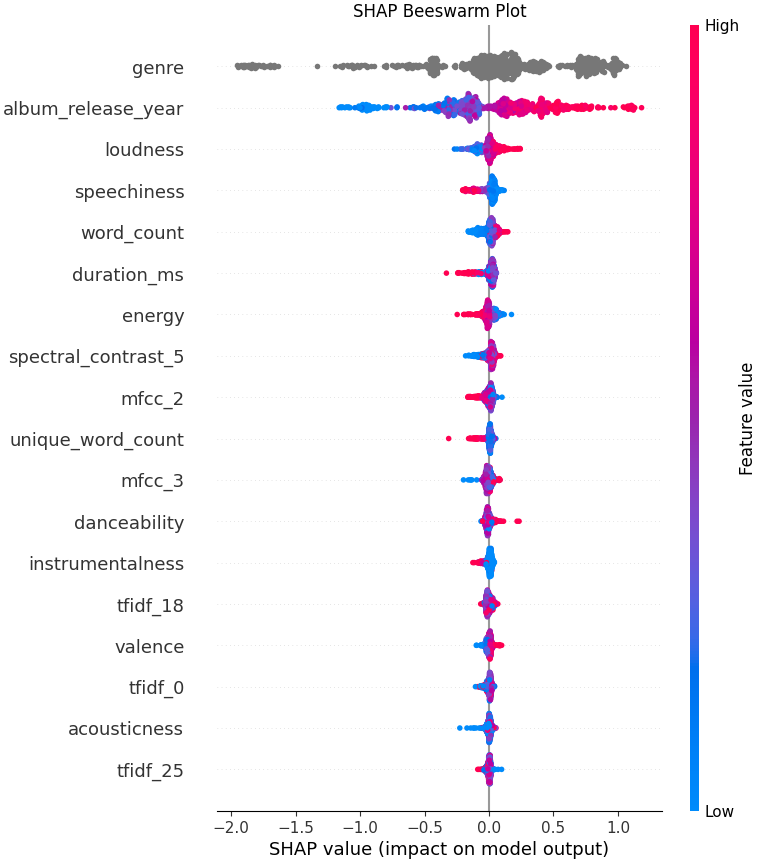 SHAP Beeswarm Plot
High
genre
album_release_year
loudness
speechiness
word_count
duration_ms
energy
spectral_contrast_5
mfcc_2
unique_word_count
mfcc_3
danceability
instrumentalness
tfidf_18
valence
tfidf_0
acousticness
tfidf_25
Feature value
Low
−2.0 −1.5 −1.0 −0.5 0.0 0.5 1.0
SHAP value (impact on model output)